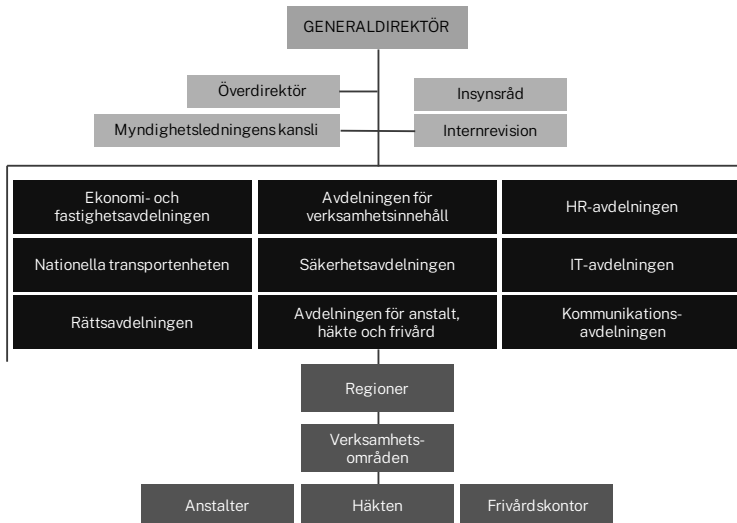 GENERALDIREKTÖR
Överdirektör
Insynsråd
Myndighetsledningens kansli
Internrevision
Ekonomi- och
fastighetsavdelningen
Avdelningen för
verksamhetsinnehåll
HR-avdelningen
Nationella transportenheten
Säkerhetsavdelningen
IT-avdelningen
Rättsavdelningen
Avdelningen för anstalt,
häkte och frivård
Kommunikations-
avdelningen
Regioner
Verksamhets-
områden
Anstalter
Häkten
Frivårdskontor